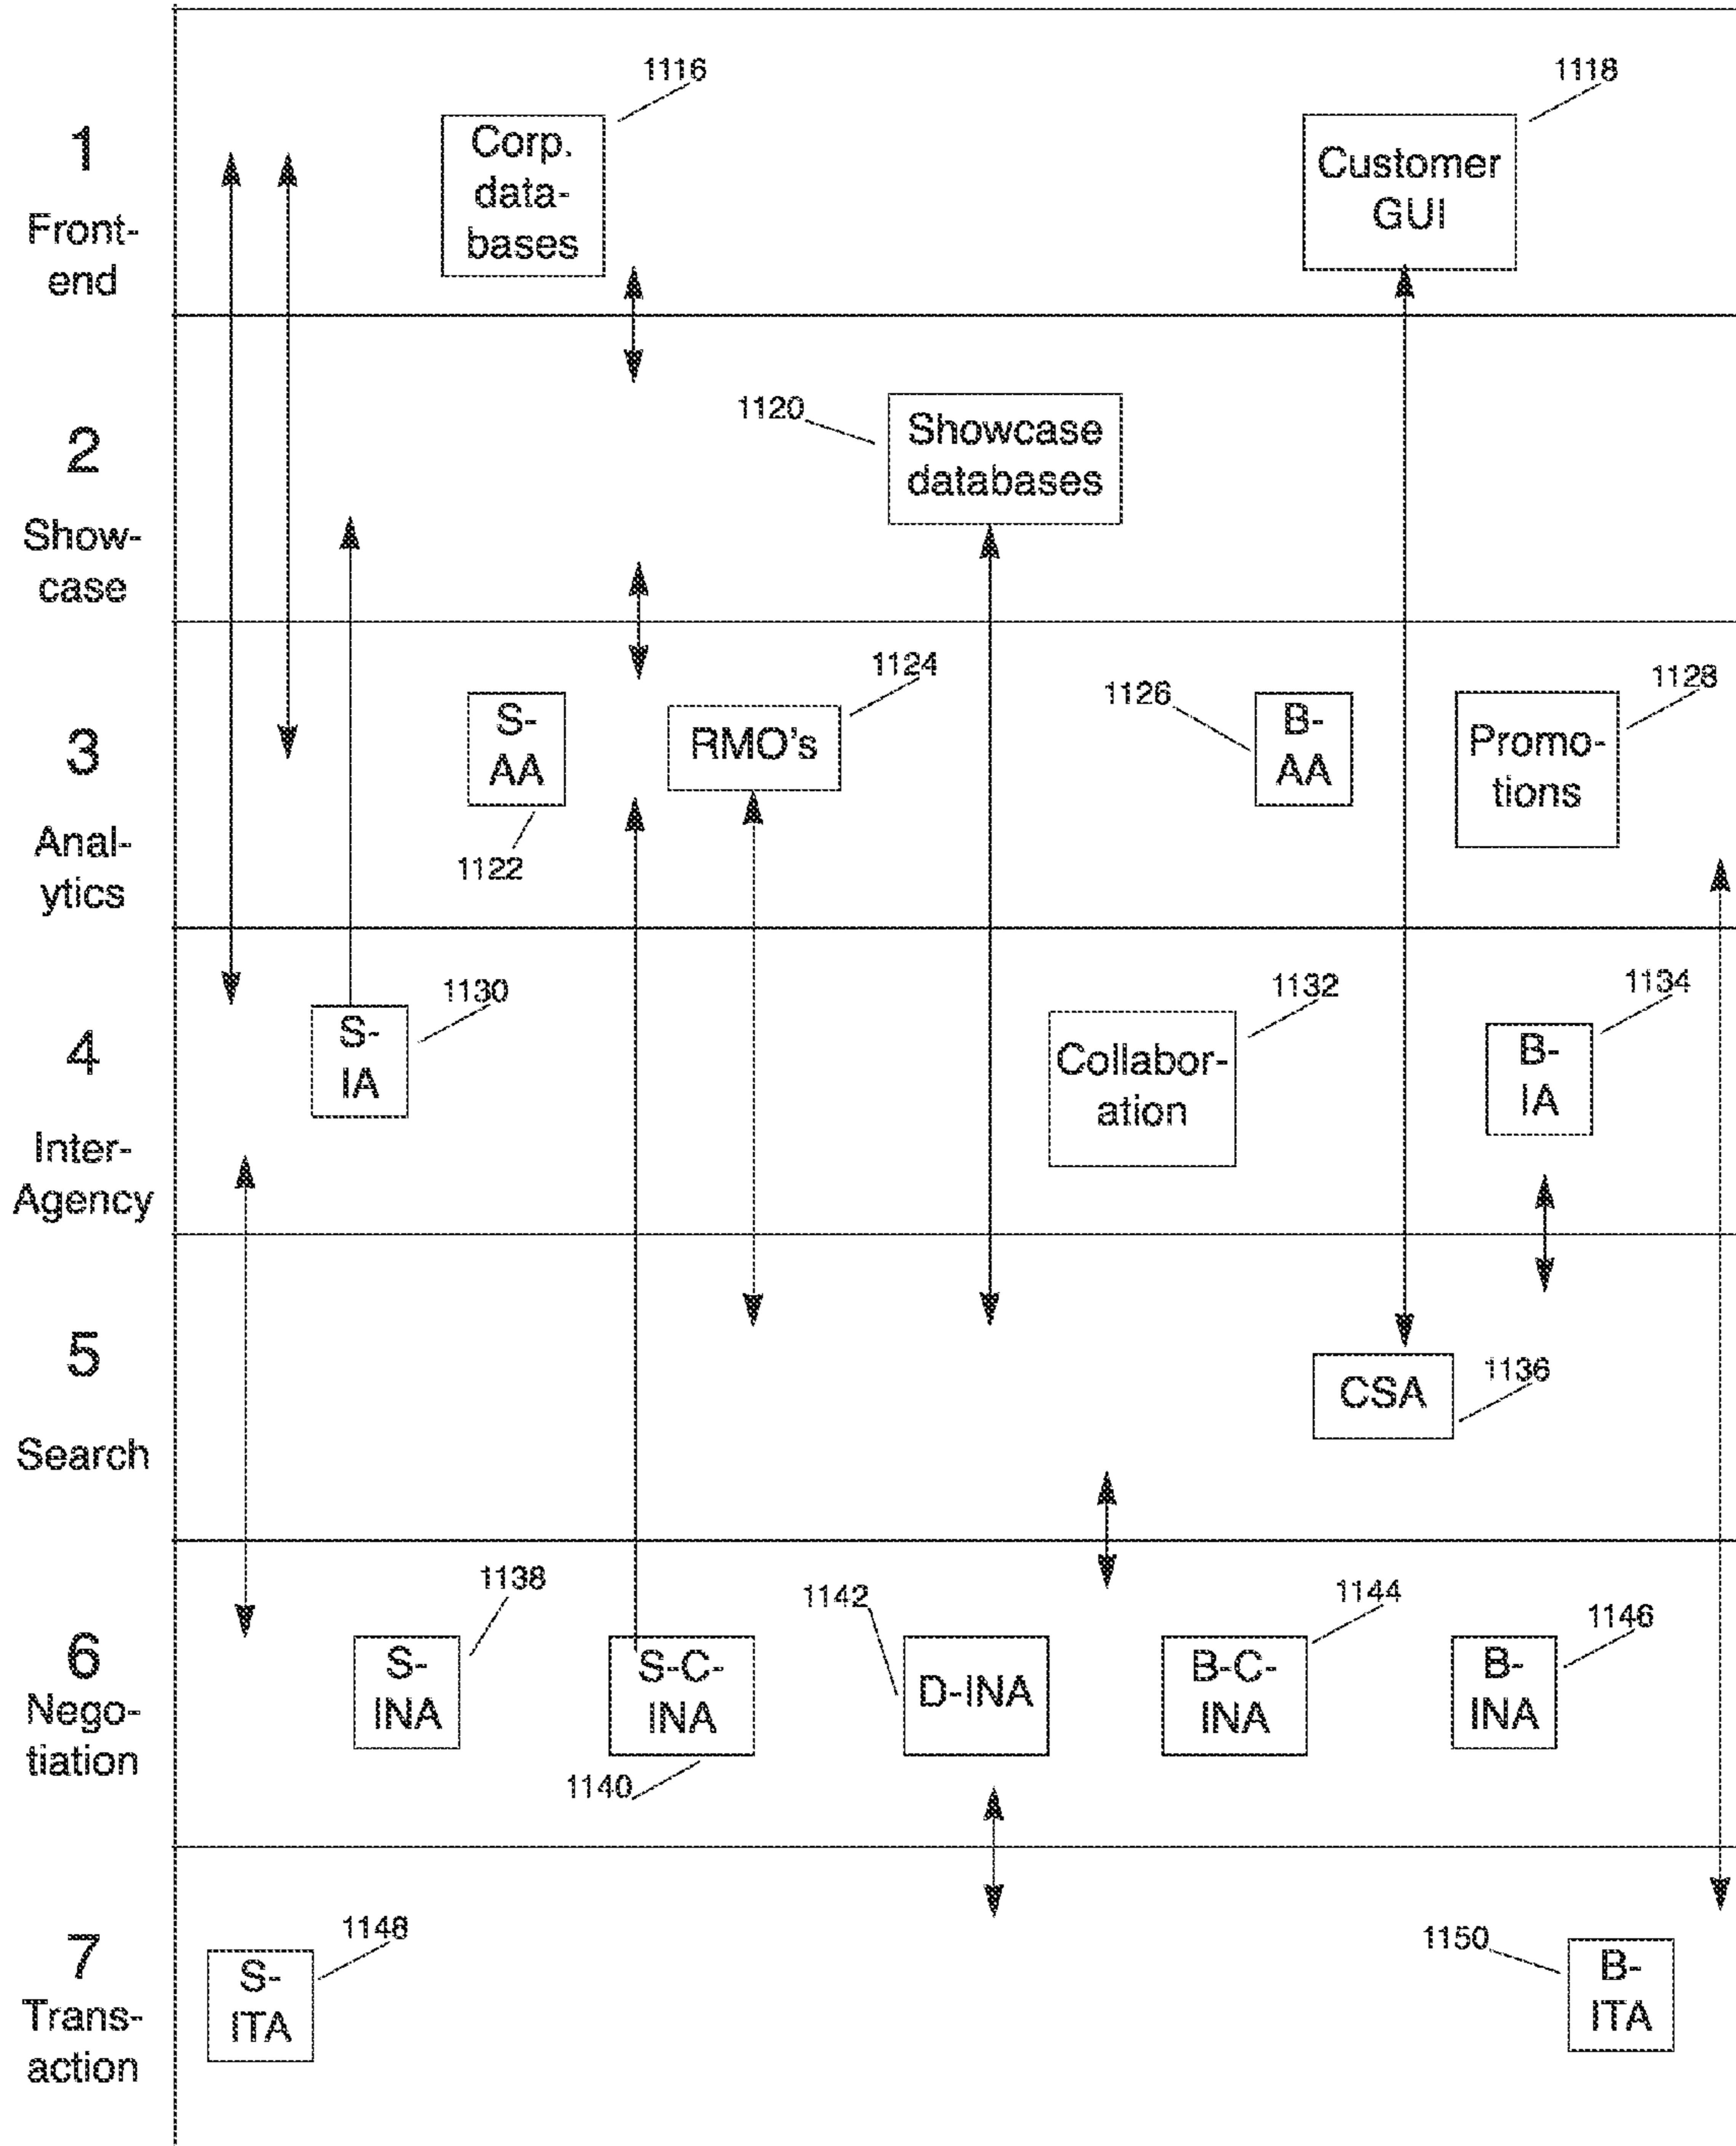 1116
1118
1
Front-
end
Corp.
data-
bases
Customer
GUI
1120
2
Show-
case
Showcase
databases
1124
1126
1128
3
Anal-
ytics
S-
AA
RMO's
B-
AA
Promo-
tions
1122
1130
1132
1134
4
Inter-
Agency
S-
IA
Collabor-
ation
B-
IA
5
Search
CSA
1136
1138
1142
1144
1146
6
Nego-
tiation
S-
INA
S-C-
INA
D-INA
B-C-
INA
B-
INA
1140
1148
1150
7
Trans-
action
S-
ITA
B-
ITA